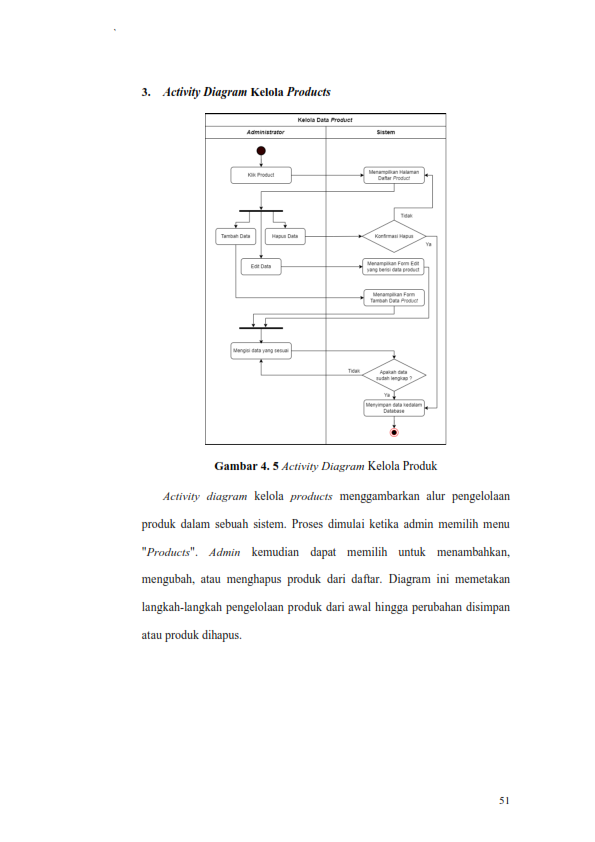 3. Activity Diagram Kelola Products
Kelola Data Product
Administrator
Sistem
Klik Product
Menampilkan Halaman
Daftar Product
Tidak
Tambah Data
Hapus Data
Konfirmasi Hapus
Ya
Edit Data
Menampilkan Form Edit
yang berisi data product
Menampilkan Form
Tambah Data Product
Mengisi data yang sesuai
Tidak
Apakah data
sudah lengkap ?
Ya
Menyimpan data kedalam
Database
Gambar 4. 5 Activity Diagram Kelola Produk
Activity diagram kelola products menggambarkan alur pengelolaan
produk dalam sebuah sistem. Proses dimulai ketika admin memilih menu
"Products". Admin kemudian dapat memilih untuk menambahkan,
mengubah, atau menghapus produk dari daftar. Diagram ini memetakan
langkah-langkah pengelolaan produk dari awal hingga perubahan disimpan
atau produk dihapus.
51